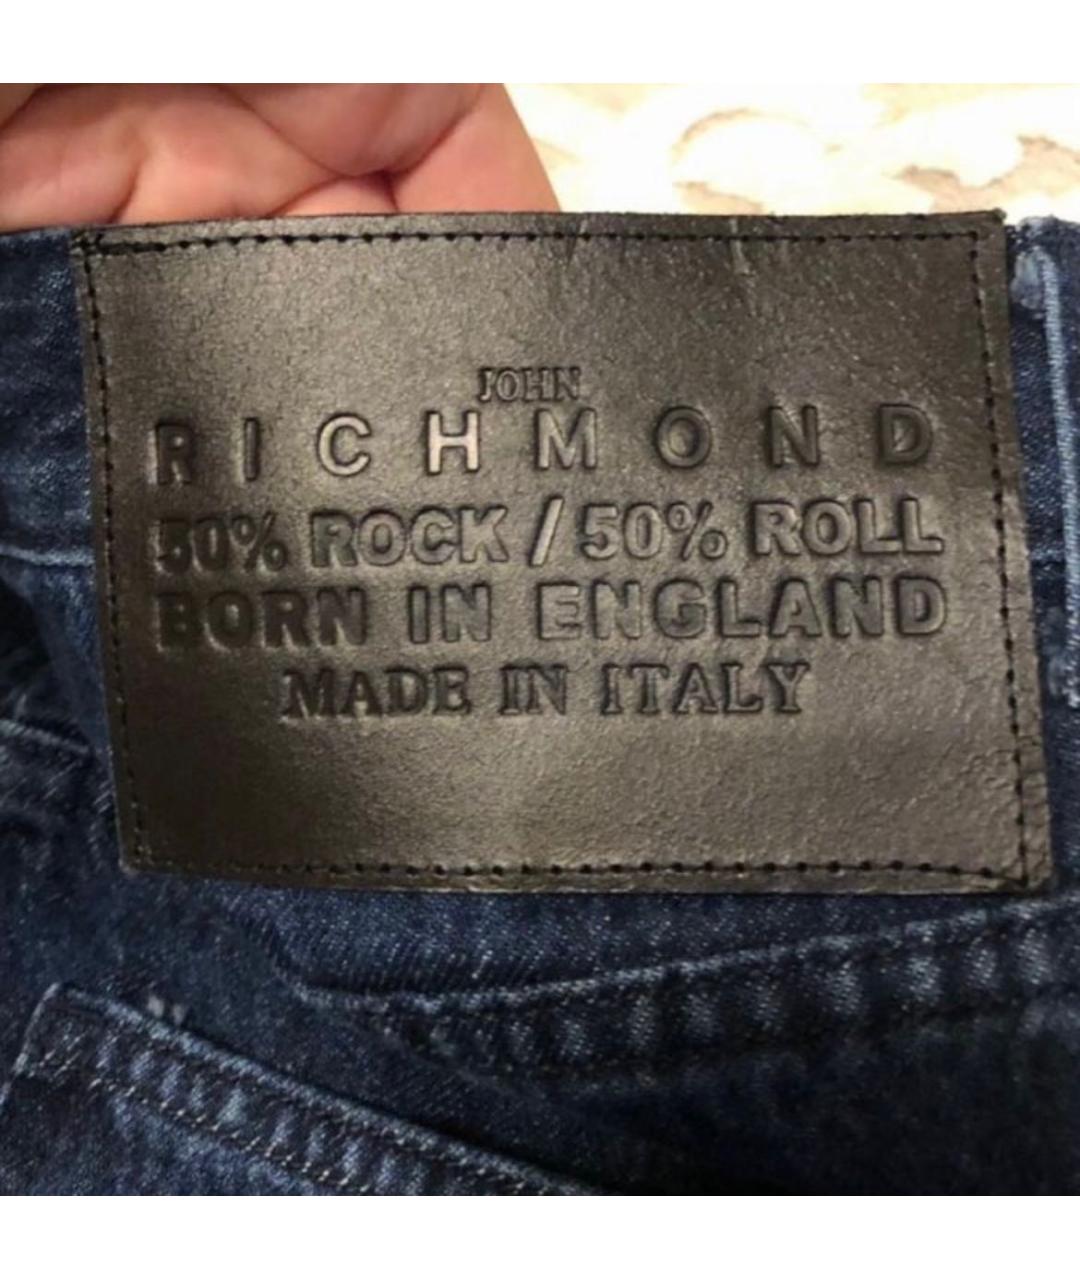 JOHN
RICHMOND
50% ROCK / 50% ROLL
BORN IN ENGLAND
MADE IN ITALY